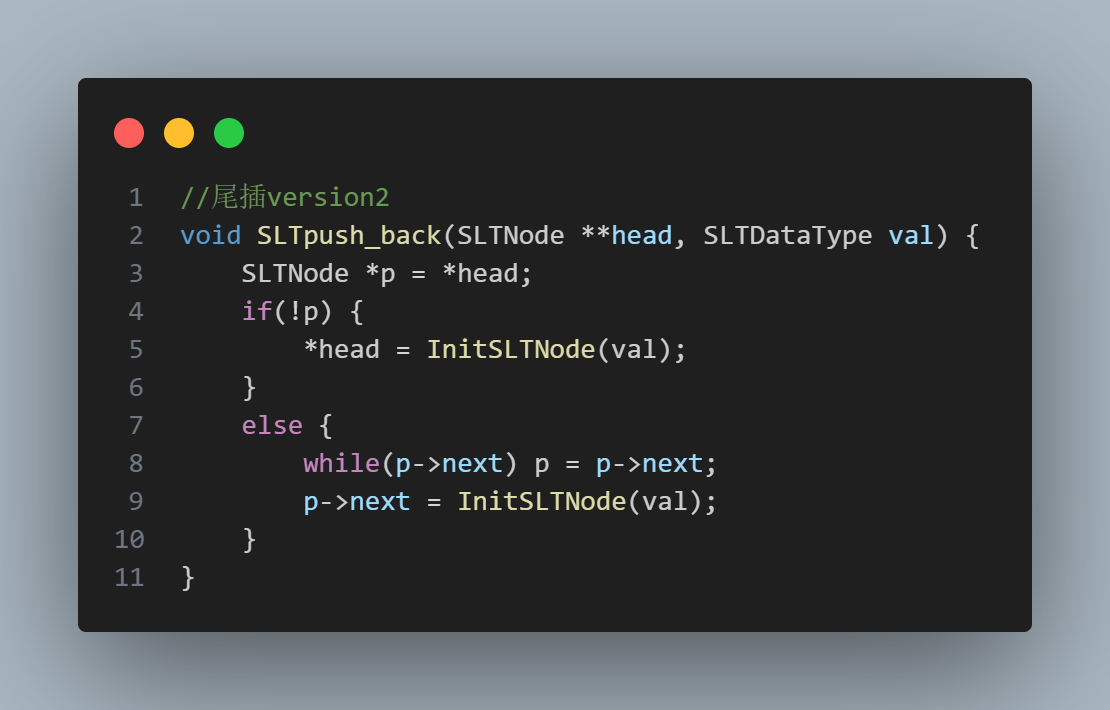 1 //尾插version2
2 void SLTpush_back(SLTNode **head, SLTDataType val) {
3     SLTNode *p = *head;
4     if(!p) {
5         *head = InitSLTNode(val);
6     }
7     else {
8         while(p->next) p = p->next;
9         p->next = InitSLTNode(val);
10     }
11 }